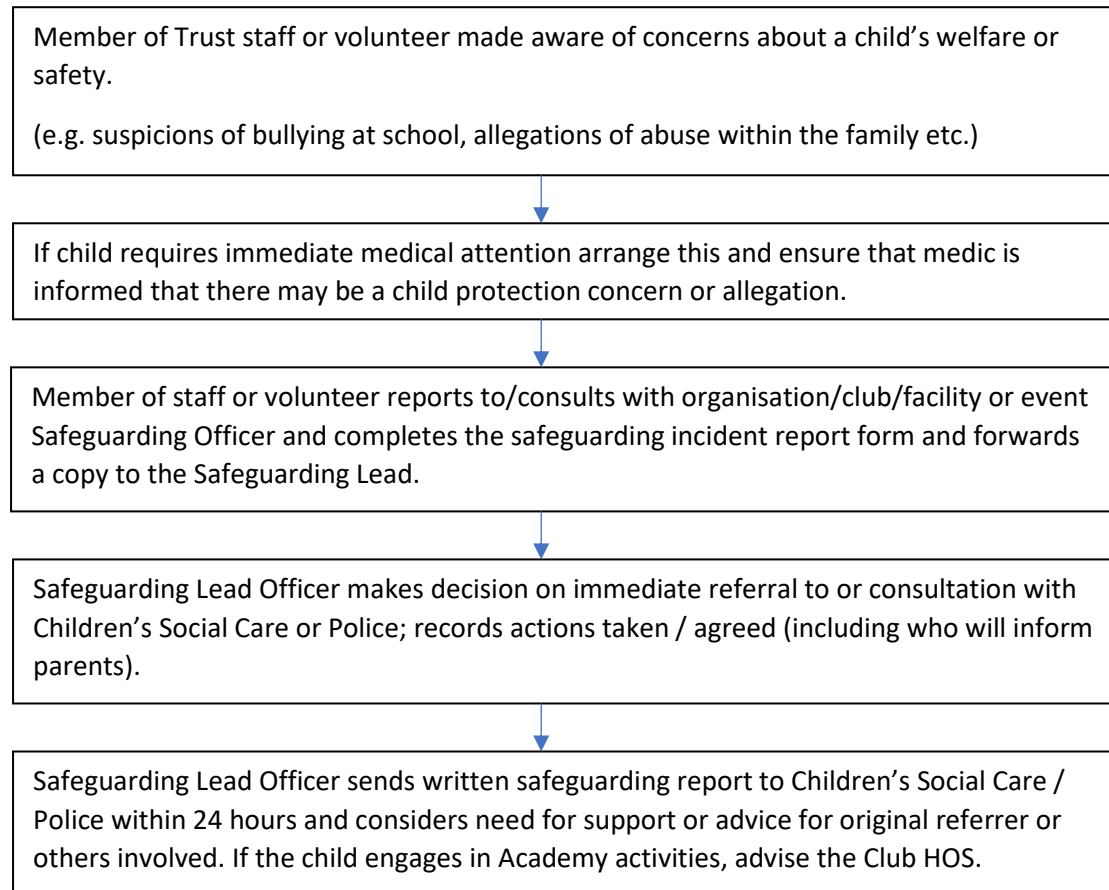 Member of Trust staff or volunteer made aware of concerns about a child’s welfare or
safety.
(e.g. suspicions of bullying at school, allegations of abuse within the family etc.)
If child requires immediate medical attention arrange this and ensure that medic is
informed that there may be a child protection concern or allegation.
Member of staff or volunteer reports to/consults with organisation/club/facility or event
Safeguarding Officer and completes the safeguarding incident report form and forwards
a copy to the Safeguarding Lead.
Safeguarding Lead Officer makes decision on immediate referral to or consultation with
Children’s Social Care or Police; records actions taken / agreed (including who will inform
parents).
Safeguarding Lead Officer sends written safeguarding report to Children’s Social Care /
Police within 24 hours and considers need for support or advice for original referrer or
others involved. If the child engages in Academy activities, advise the Club HOS.